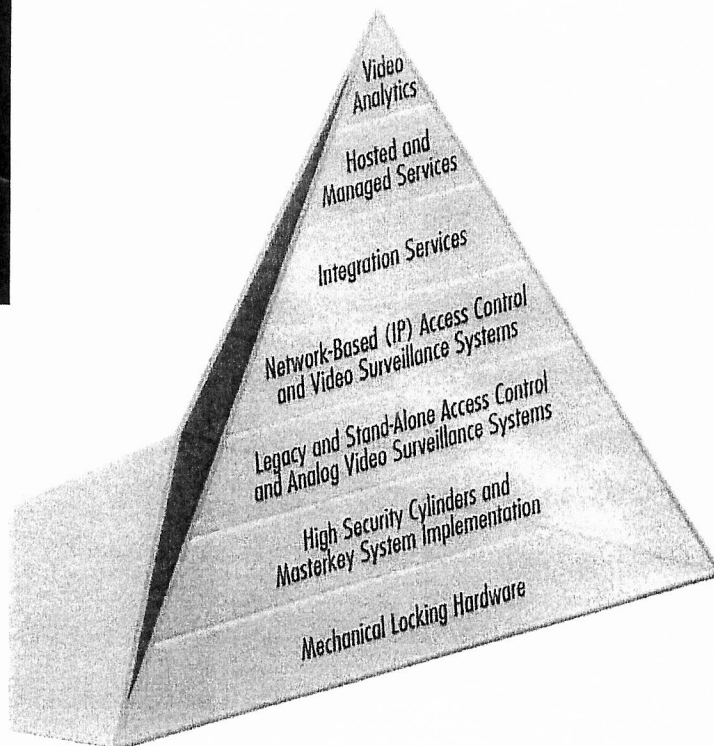 Video
Analytics
Hosted and
Managed Services
Integration Services
Network-Based (IP) Access Control
and Video Surveillance Systems
Legacy and Stand-Alone Access Control
and Analog Video Surveillance Systems
High Security Cylinders and
Masterkey System Implementation
Mechanical Locking Hardware